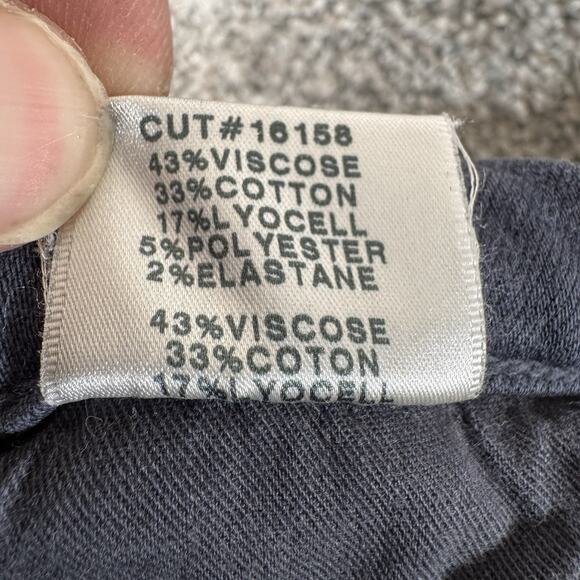 CUT#16158
43%VISCOSE
33%COTTON
17%LYOCELL
5%POLYESTER
2%ELASTANE
43%VISCOSE
33%COTON
17%LYOCELL